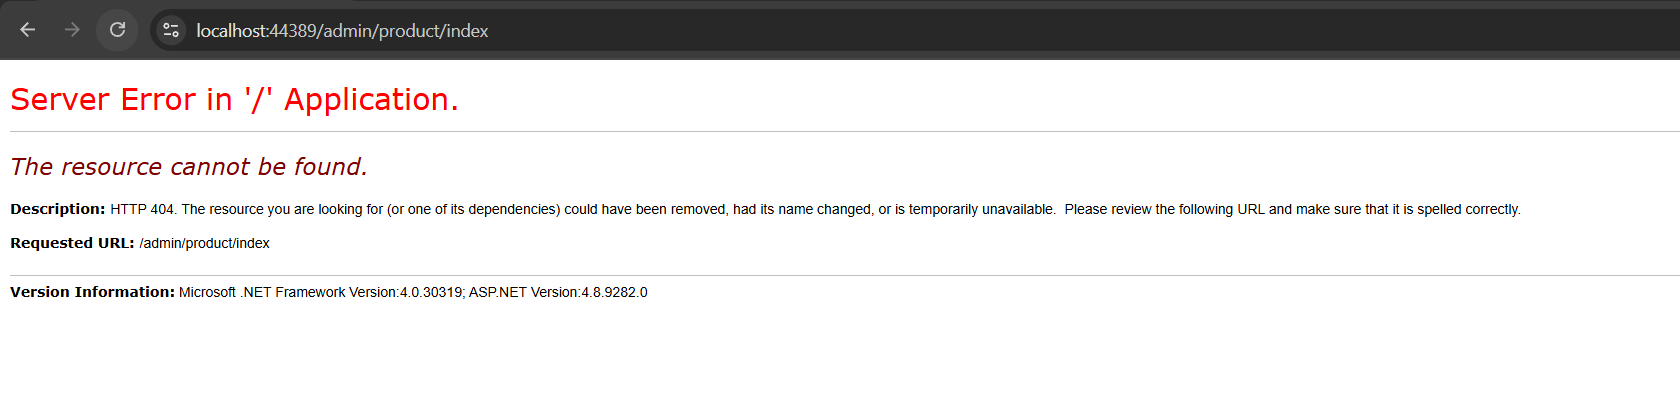 localhost:44389/admin/product/index
Server Error in '/' Application.
The resource cannot be found.
Description: HTTP 404. The resource you are looking for (or one of its dependencies) could have been removed, had its name changed, or is temporarily unavailable.  Please review the following URL and make sure that it is spelled correctly.
Requested URL: /admin/product/index
Version Information: Microsoft .NET Framework Version:4.0.30319; ASP.NET Version:4.8.9282.0